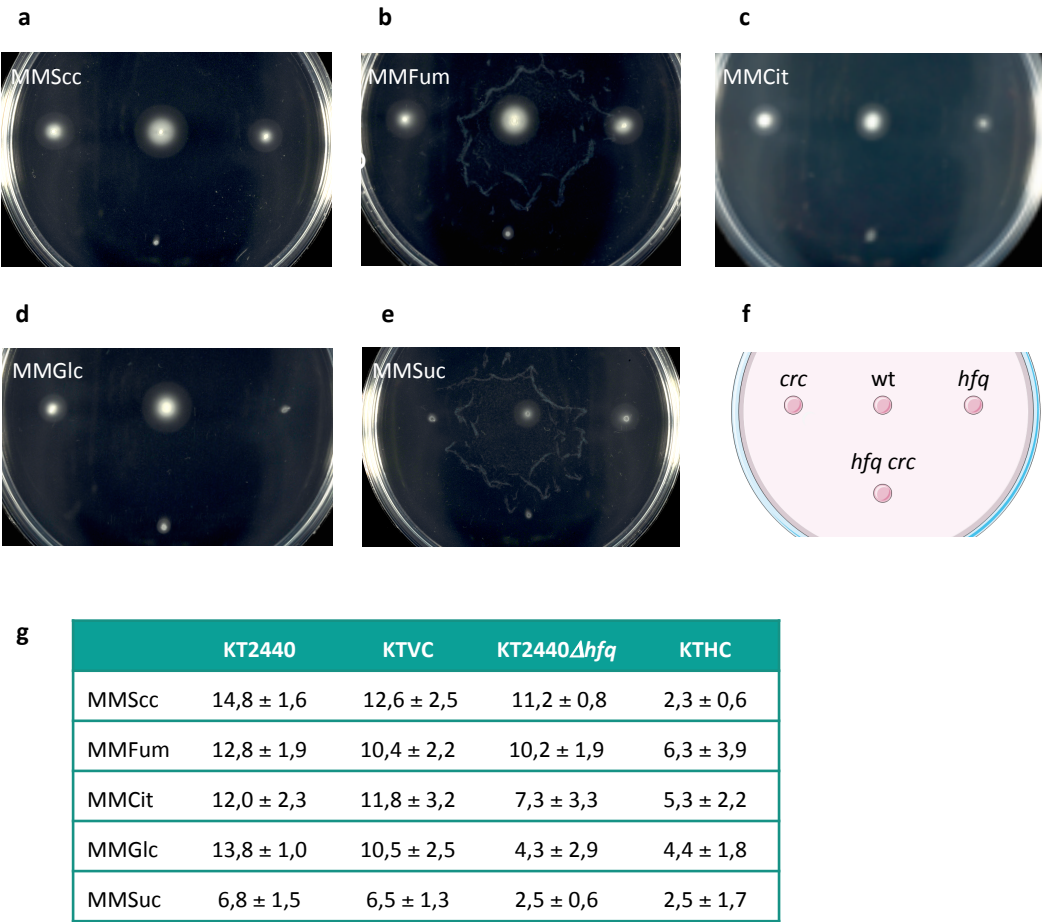 a b c
MMScc MMFum MMCit
d e f
MMGlc MMSuc
crc wt hfq
hfq crc
g
KT2440 KTVC KT2440Δhfq KTHC
MMScc 14,8 ± 1,6 12,6 ± 2,5 11,2 ± 0,8 2,3 ± 0,6
MMFum 12,8 ± 1,9 10,4 ± 2,2 10,2 ± 1,9 6,3 ± 3,9
MMCit 12,0 ± 2,3 11,8 ± 3,2 7,3 ± 3,3 5,3 ± 2,2
MMGlc 13,8 ± 1,0 10,5 ± 2,5 4,3 ± 2,9 4,4 ± 1,8
MMSuc 6,8 ± 1,5 6,5 ± 1,3 2,5 ± 0,6 2,5 ± 1,7